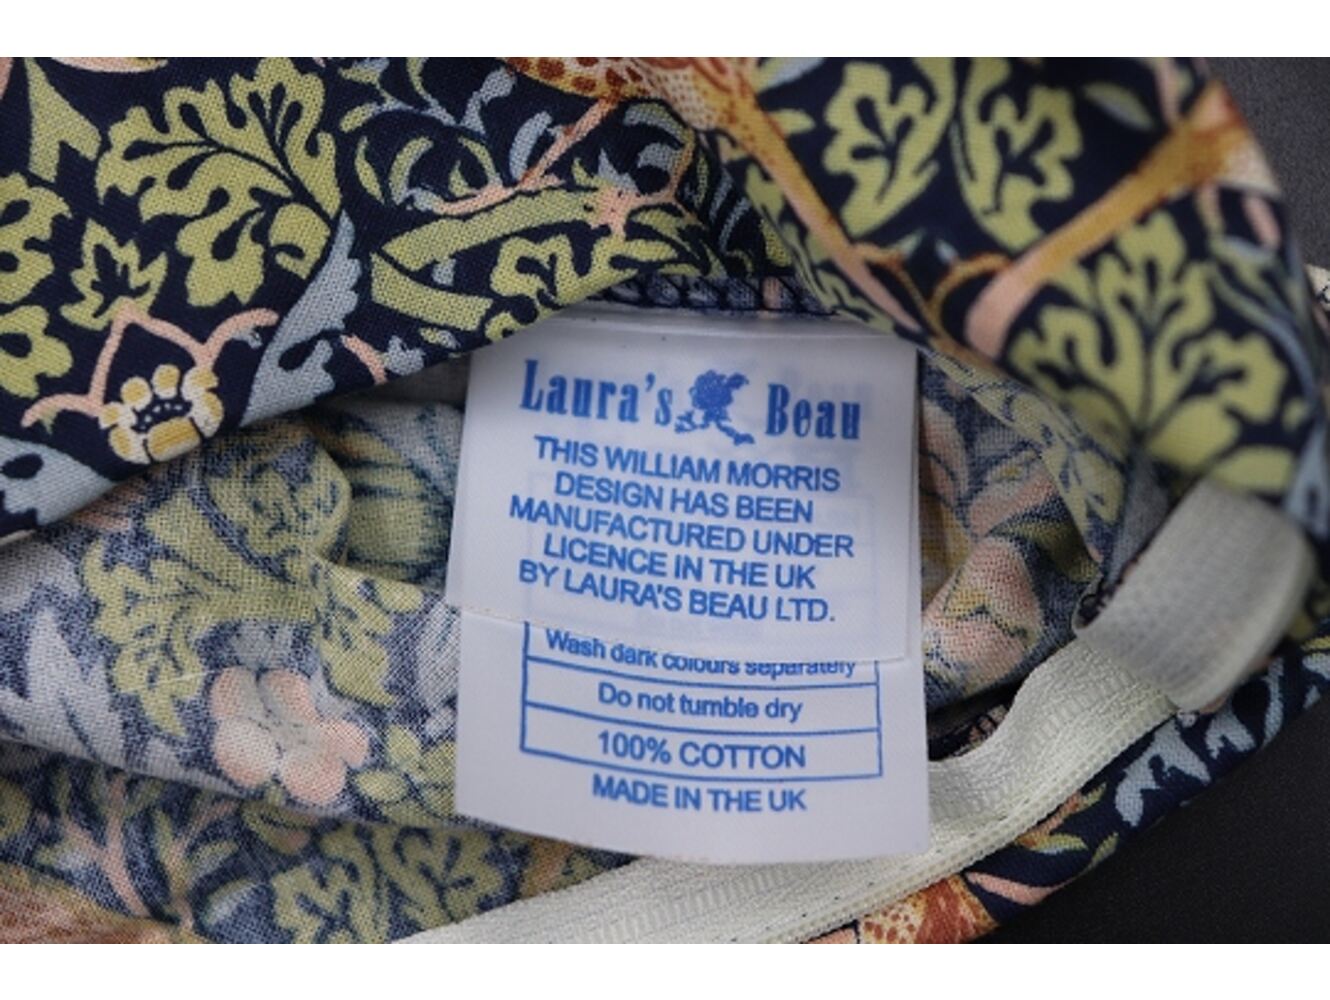 Laura's Beau
THIS WILLIAM MORRIS
DESIGN HAS BEEN
MANUFACTURED UNDER
LICENCE IN THE UK
BY LAURA'S BEAU LTD.
Wash dark colours separately
Do not tumble dry
100% COTTON
MADE IN THE UK